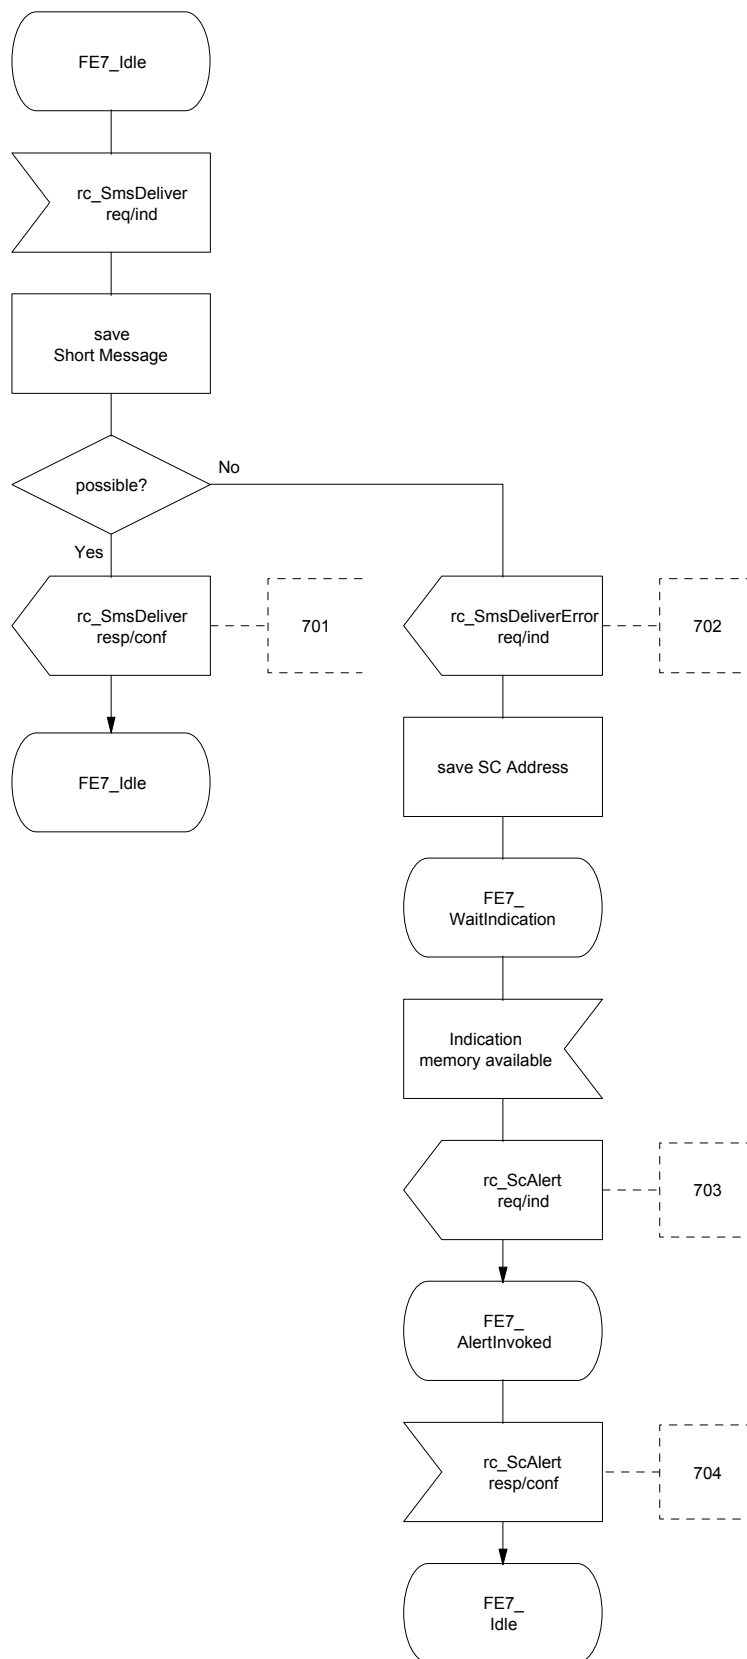 FE7_Idle
rc_SmsDeliver
req/ind
save
Short Message
possible?
No
Yes
rc_SmsDeliver
resp/conf
701
FE7_Idle
rc_SmsDeliverError
req/ind
702
save SC Address
FE7_
WaitIndication
Indication
memory available
rc_ScAlert
req/ind
703
FE7_
AlertInvoked
rc_ScAlert
resp/conf
704
FE7_
Idle